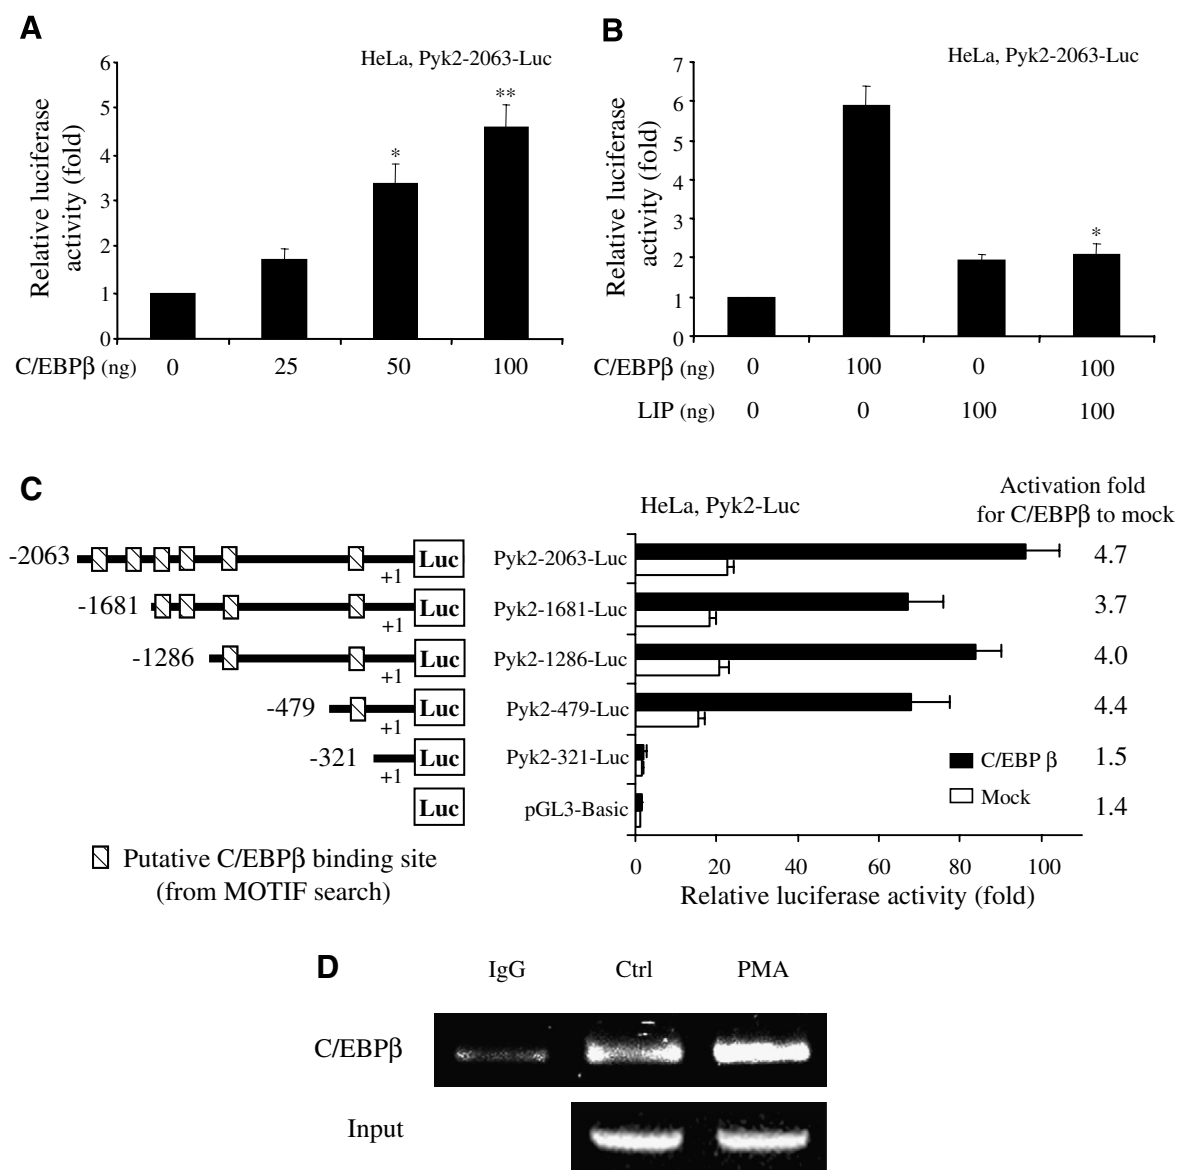 A
HeLa, Pyk2-2063-Luc
Relative luciferase
activity (fold)
6
5
4
3
2
1
0
*
**
C/EBPβ (ng) 0 25 50 100
B
HeLa, Pyk2-2063-Luc
Relative luciferase
activity (fold)
7
6
5
4
3
2
1
0
*
C/EBPβ (ng) 0 100 0 100
LIP (ng) 0 0 100 100
C
HeLa, Pyk2-Luc
Activation fold
for C/EBPβ to mock
-2063 +1 Luc Pyk2-2063-Luc 4.7
-1681 +1 Luc Pyk2-1681-Luc 3.7
-1286 +1 Luc Pyk2-1286-Luc 4.0
-479 +1 Luc Pyk2-479-Luc 4.4
-321 +1 Luc Pyk2-321-Luc 1.5
Luc pGL3-Basic 1.4
C/EBP β
Mock
Putative C/EBPβ binding site
(from MOTIF search)
0 20 40 60 80 100
Relative luciferase activity (fold)
D
IgG Ctrl PMA
C/EBPβ
Input